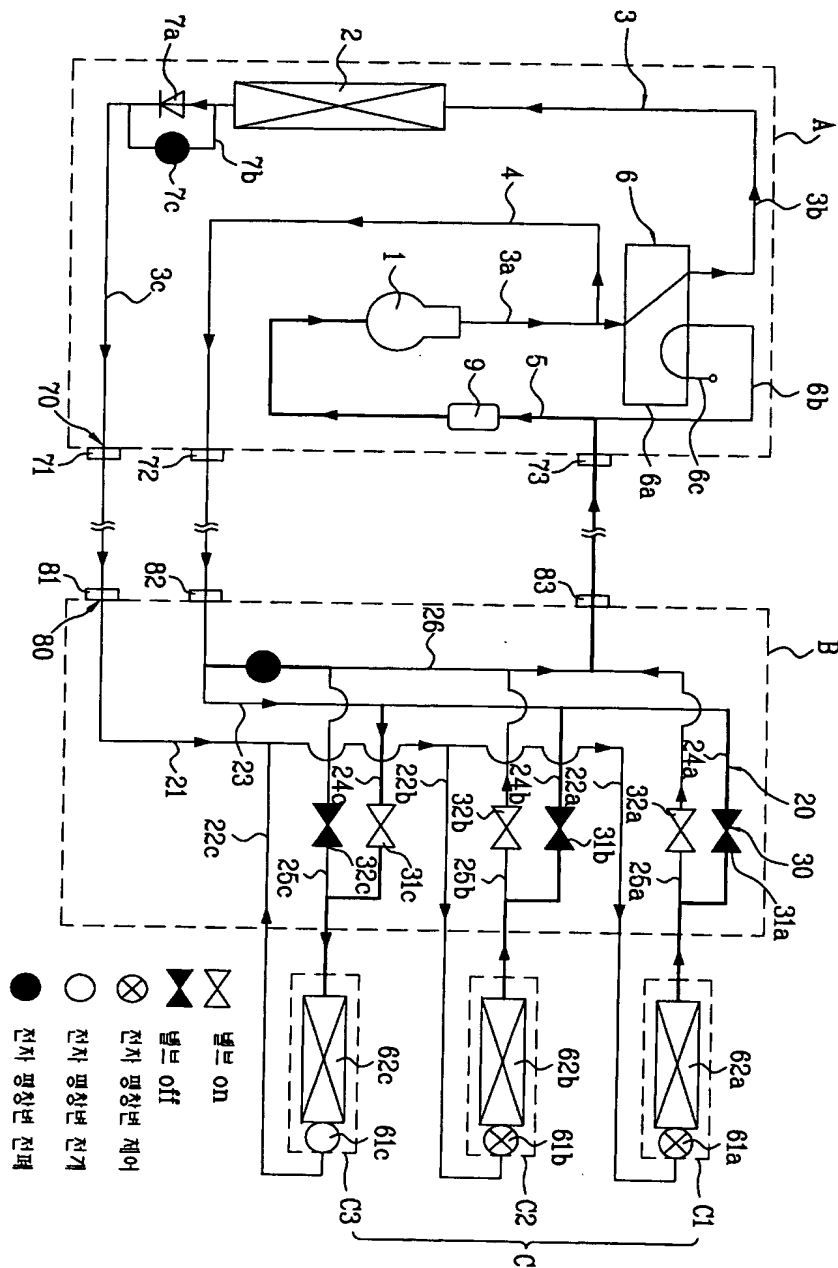 A
3b
3
2
7a
7b
7c
3c
6
6b
6c
6a
3a
4
1
5
9
70
71
72
73
81
80
82
83
B
26
23
21
20
24a
30
31a
32a
25a
22a
24b
31b
32b
25b
22b
24c
31c
32c
25c
22c
62a
61a
C1
62b
61b
C2
62c
61c
C3
C
밸브 on
밸브 off
전자 팽창변 제어
전자 팽창변 전개
전자 팽창변 전폐